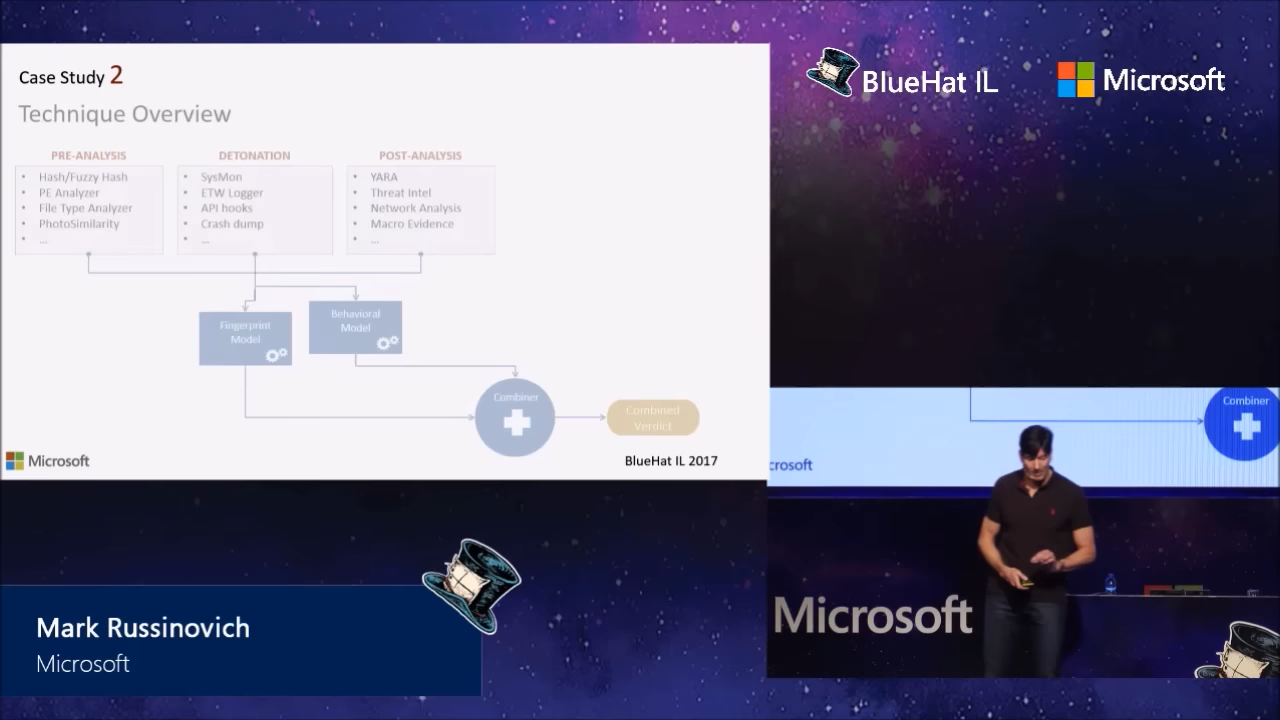 Case Study 2
Technique Overview
PRE-ANALYSIS
• Hash/Fuzzy Hash
• PE Analyzer
• File Type Analyzer
• PhotoSimilarity
• ...
DETONATION
• SysMon
• ETW Logger
• API hooks
• Crash dump
• ...
POST-ANALYSIS
• YARA
• Threat Intel
• Network Analysis
• Macro Evidence
• ...
Fingerprint
Model
Behavioral
Model
Combiner
Combined
Verdict
Microsoft
BlueHat IL 2017
BlueHat IL
Microsoft
Combiner
crosoft
Microsoft
Mark Russinovich
Microsoft